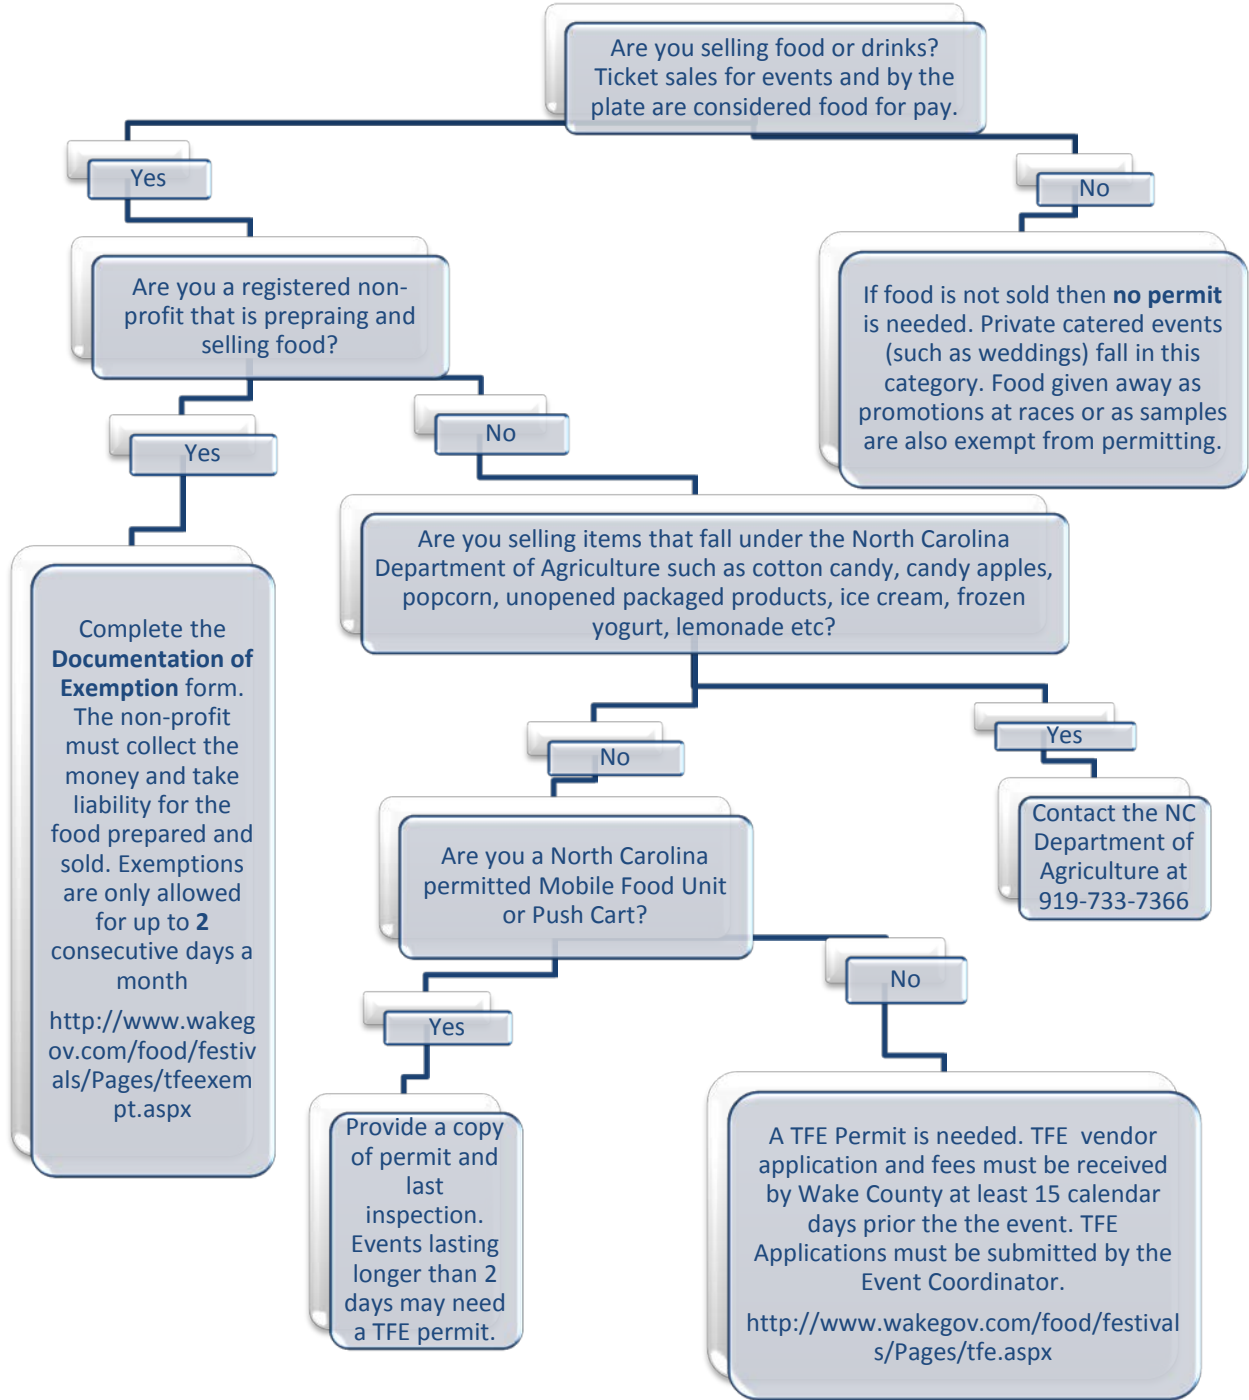 Are you selling food or drinks?
Ticket sales for events and by the
plate are considered food for pay.
Yes
No
Are you a registered non-
profit that is prepraing and
selling food?
If food is not sold then no permit
is needed. Private catered events
(such as weddings) fall in this
category. Food given away as
promotions at races or as samples
are also exempt from permitting.
Yes
No
Complete the
Documentation of
Exemption form.
The non-profit
must collect the
money and take
liability for the
food prepared and
sold. Exemptions
are only allowed
for up to 2
consecutive days a
month
http://www.wakeg
ov.com/food/festiv
als/Pages/tfeexem
pt.aspx
Are you selling items that fall under the North Carolina
Department of Agriculture such as cotton candy, candy apples,
popcorn, unopened packaged products, ice cream, frozen
yogurt, lemonade etc?
No
Yes
Are you a North Carolina
permitted Mobile Food Unit
or Push Cart?
Contact the NC
Department of
Agriculture at
919-733-7366
Yes
No
Provide a copy
of permit and
last
inspection.
Events lasting
longer than 2
days may need
a TFE permit.
A TFE Permit is needed. TFE  vendor
application and fees must be received
by Wake County at least 15 calendar
days prior the the event. TFE
Applications must be submitted by the
Event Coordinator.
http://www.wakegov.com/food/festival
s/Pages/tfe.aspx